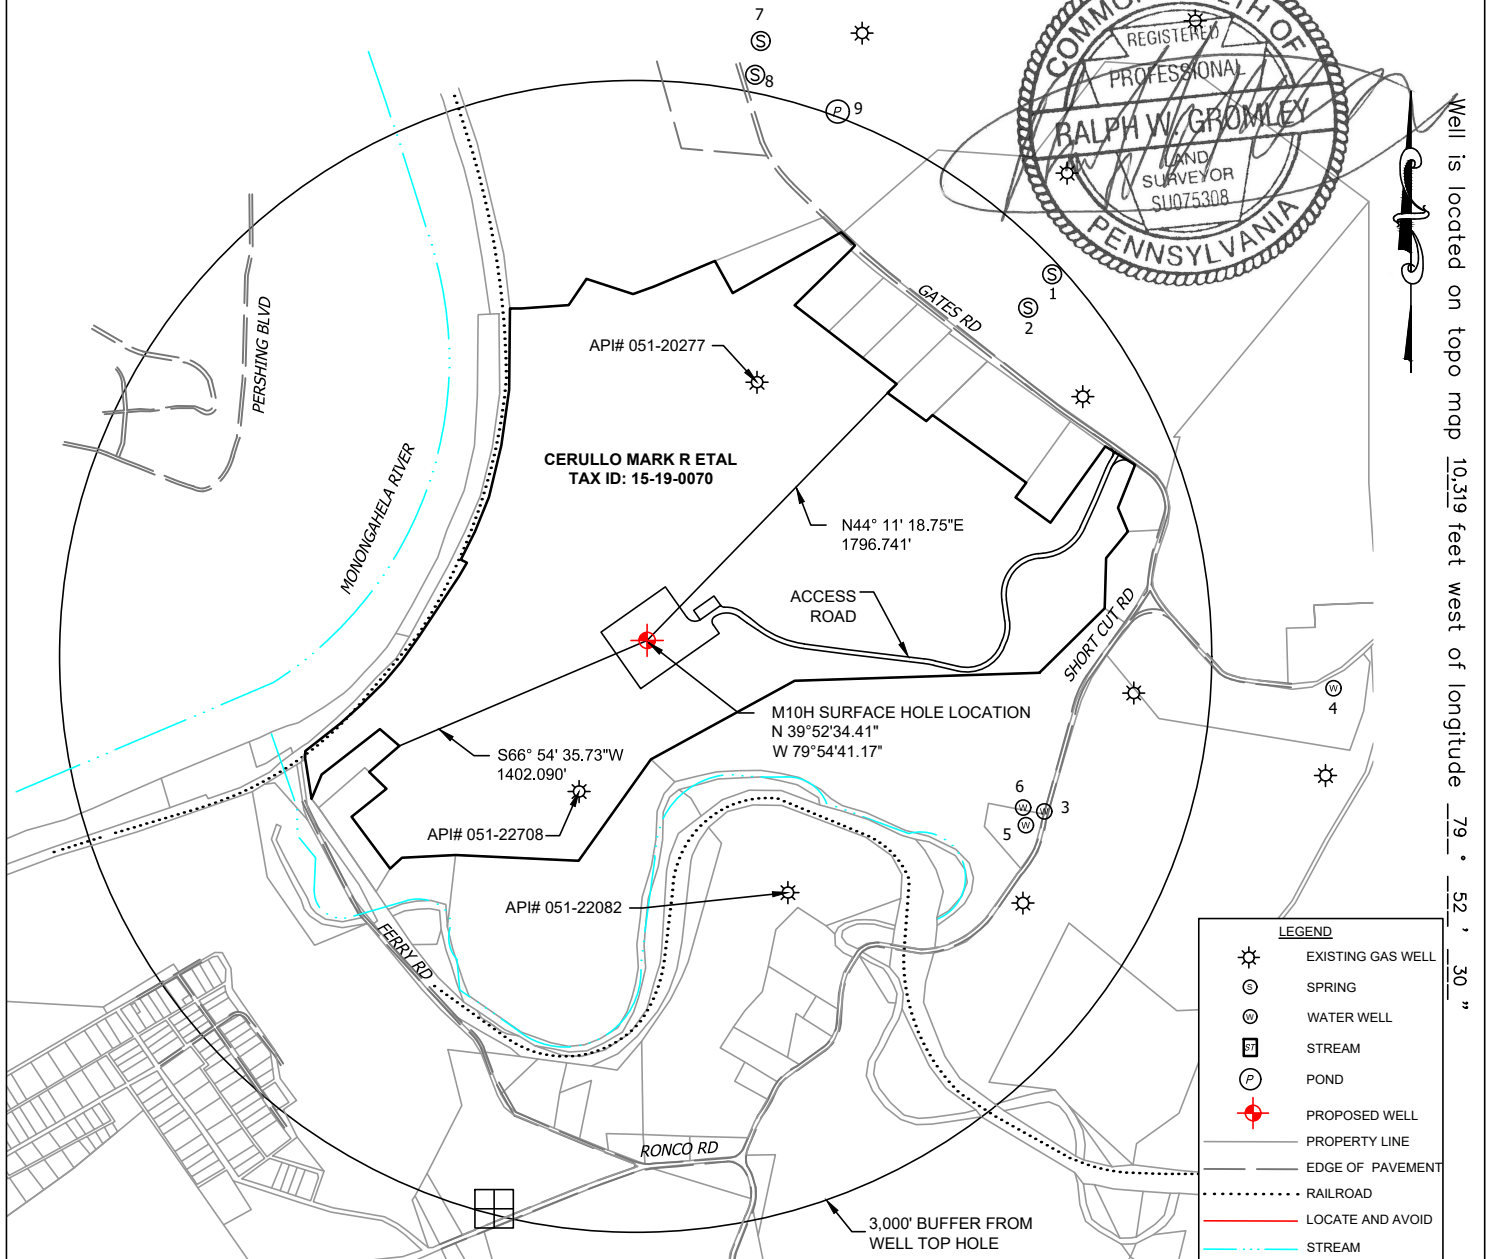 7
S
S
8
P
9
COMMONWEALTH OF
REGISTERED
PROFESSIONAL
RALPH W. GROMLEY
LAND
SURVEYOR
SU075308
PENNSYLVANIA
Well is located on topo map 10,319 feet west of longitude 79 ° 52 ' 30 "
S
1
S
2
GATES RD
PERSHING BLVD
API# 051-20277
MONONGAHELA RIVER
CERULLO MARK R ETAL
TAX ID: 15-19-0070
N44° 11' 18.75"E
1796.741'
ACCESS
ROAD
SHORT CUT RD
W
4
M10H SURFACE HOLE LOCATION
N 39°52'34.41"
W 79°54'41.17"
S66° 54' 35.73"W
1402.090'
API# 051-22708
6
W
W
3
5
W
API# 051-22082
FERRY RD
RONCO RD
3,000' BUFFER FROM
WELL TOP HOLE
LEGEND
EXISTING GAS WELL
S
SPRING
W
WATER WELL
ST
STREAM
P
POND
PROPOSED WELL
PROPERTY LINE
EDGE OF PAVEMENT
RAILROAD
LOCATE AND AVOID
STREAM